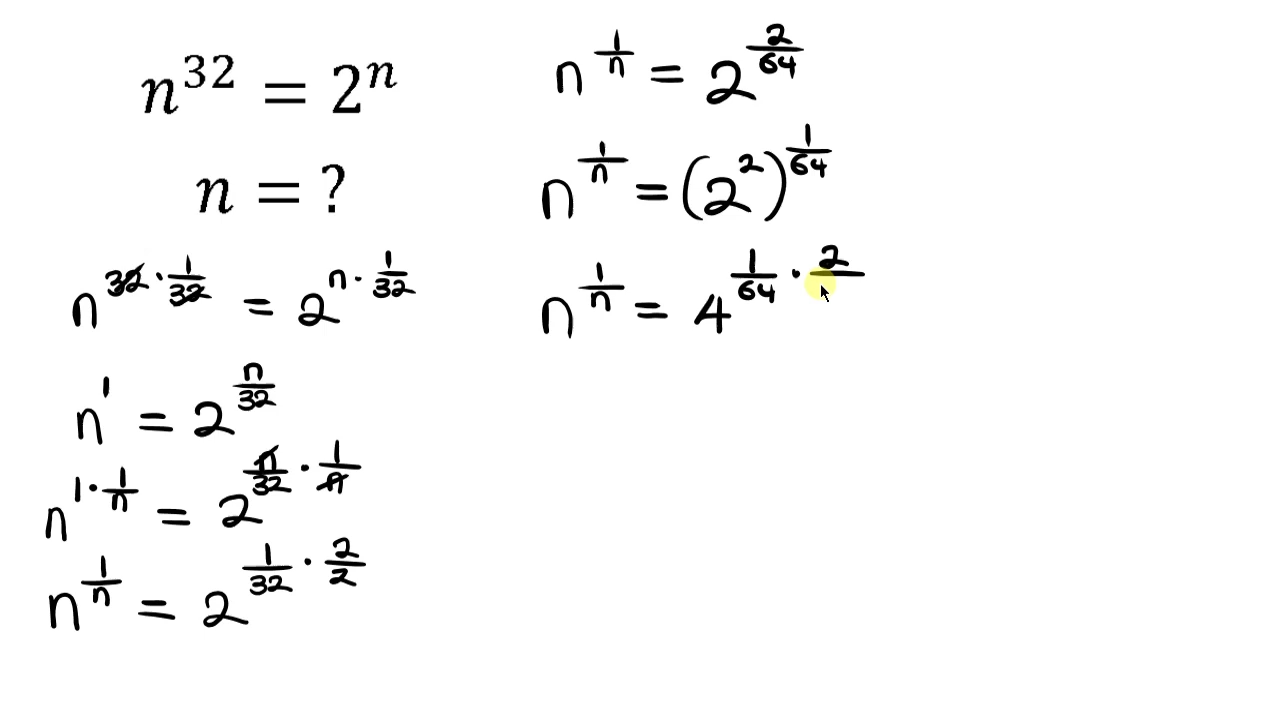 n^32 = 2^n
n = ?
n^(32 · 1/32) = 2^(n · 1/32)
n^1 = 2^(n/32)
n^(1 · 1/n) = 2^(n/32 · 1/n)
n^(1/n) = 2^(1/32 · 2/2)
n^(1/n) = 2^(2/64)
n^(1/n) = (2^2)^(1/64)
n^(1/n) = 4^(1/64 · 2/